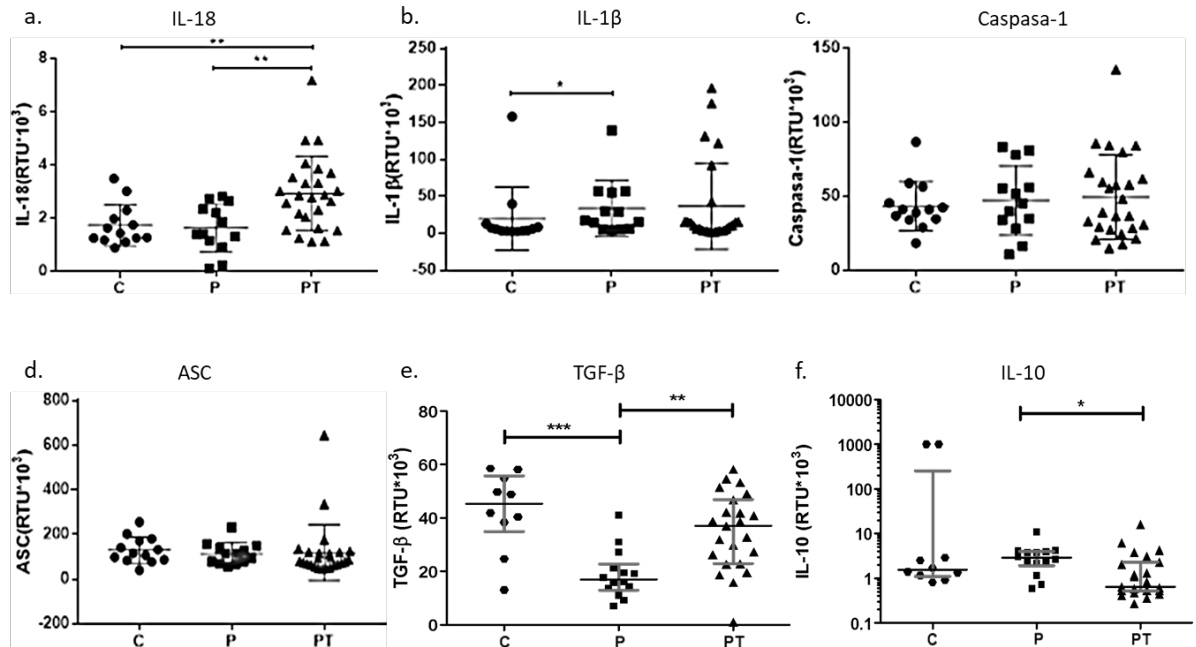 a. IL-18
**
**
IL-18(RTU*10³)
8
6
4
2
0
C P PT
b. IL-1β
*
IL-1β(RTU*10³)
250
200
150
100
50
0
-50
C P PT
c. Caspasa-1
Caspasa-1(RTU*10³)
150
100
50
0
C P PT
d. ASC
ASC(RTU*10³)
800
600
400
200
0
-200
C P PT
e. TGF-β
***
**
TGF-β (RTU*10³)
80
60
40
20
0
C P PT
f. IL-10
*
IL-10 (RTU*10³)
10000
1000
100
10
1
0.1
C P PT